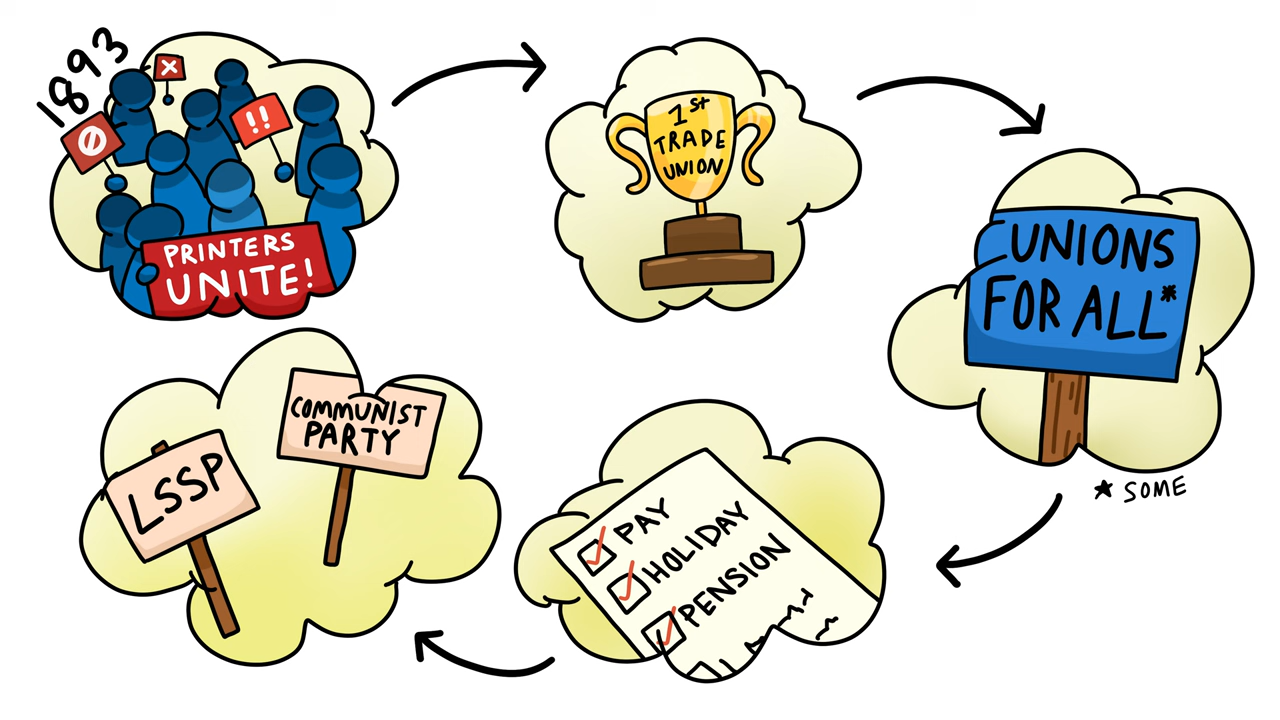 1893
PRINTERS
UNITE!
!!
1st
TRADE
UNION
UNIONS
FOR ALL*
* SOME
PAY
HOLIDAY
PENSION
COMMUNIST
PARTY
LSSP